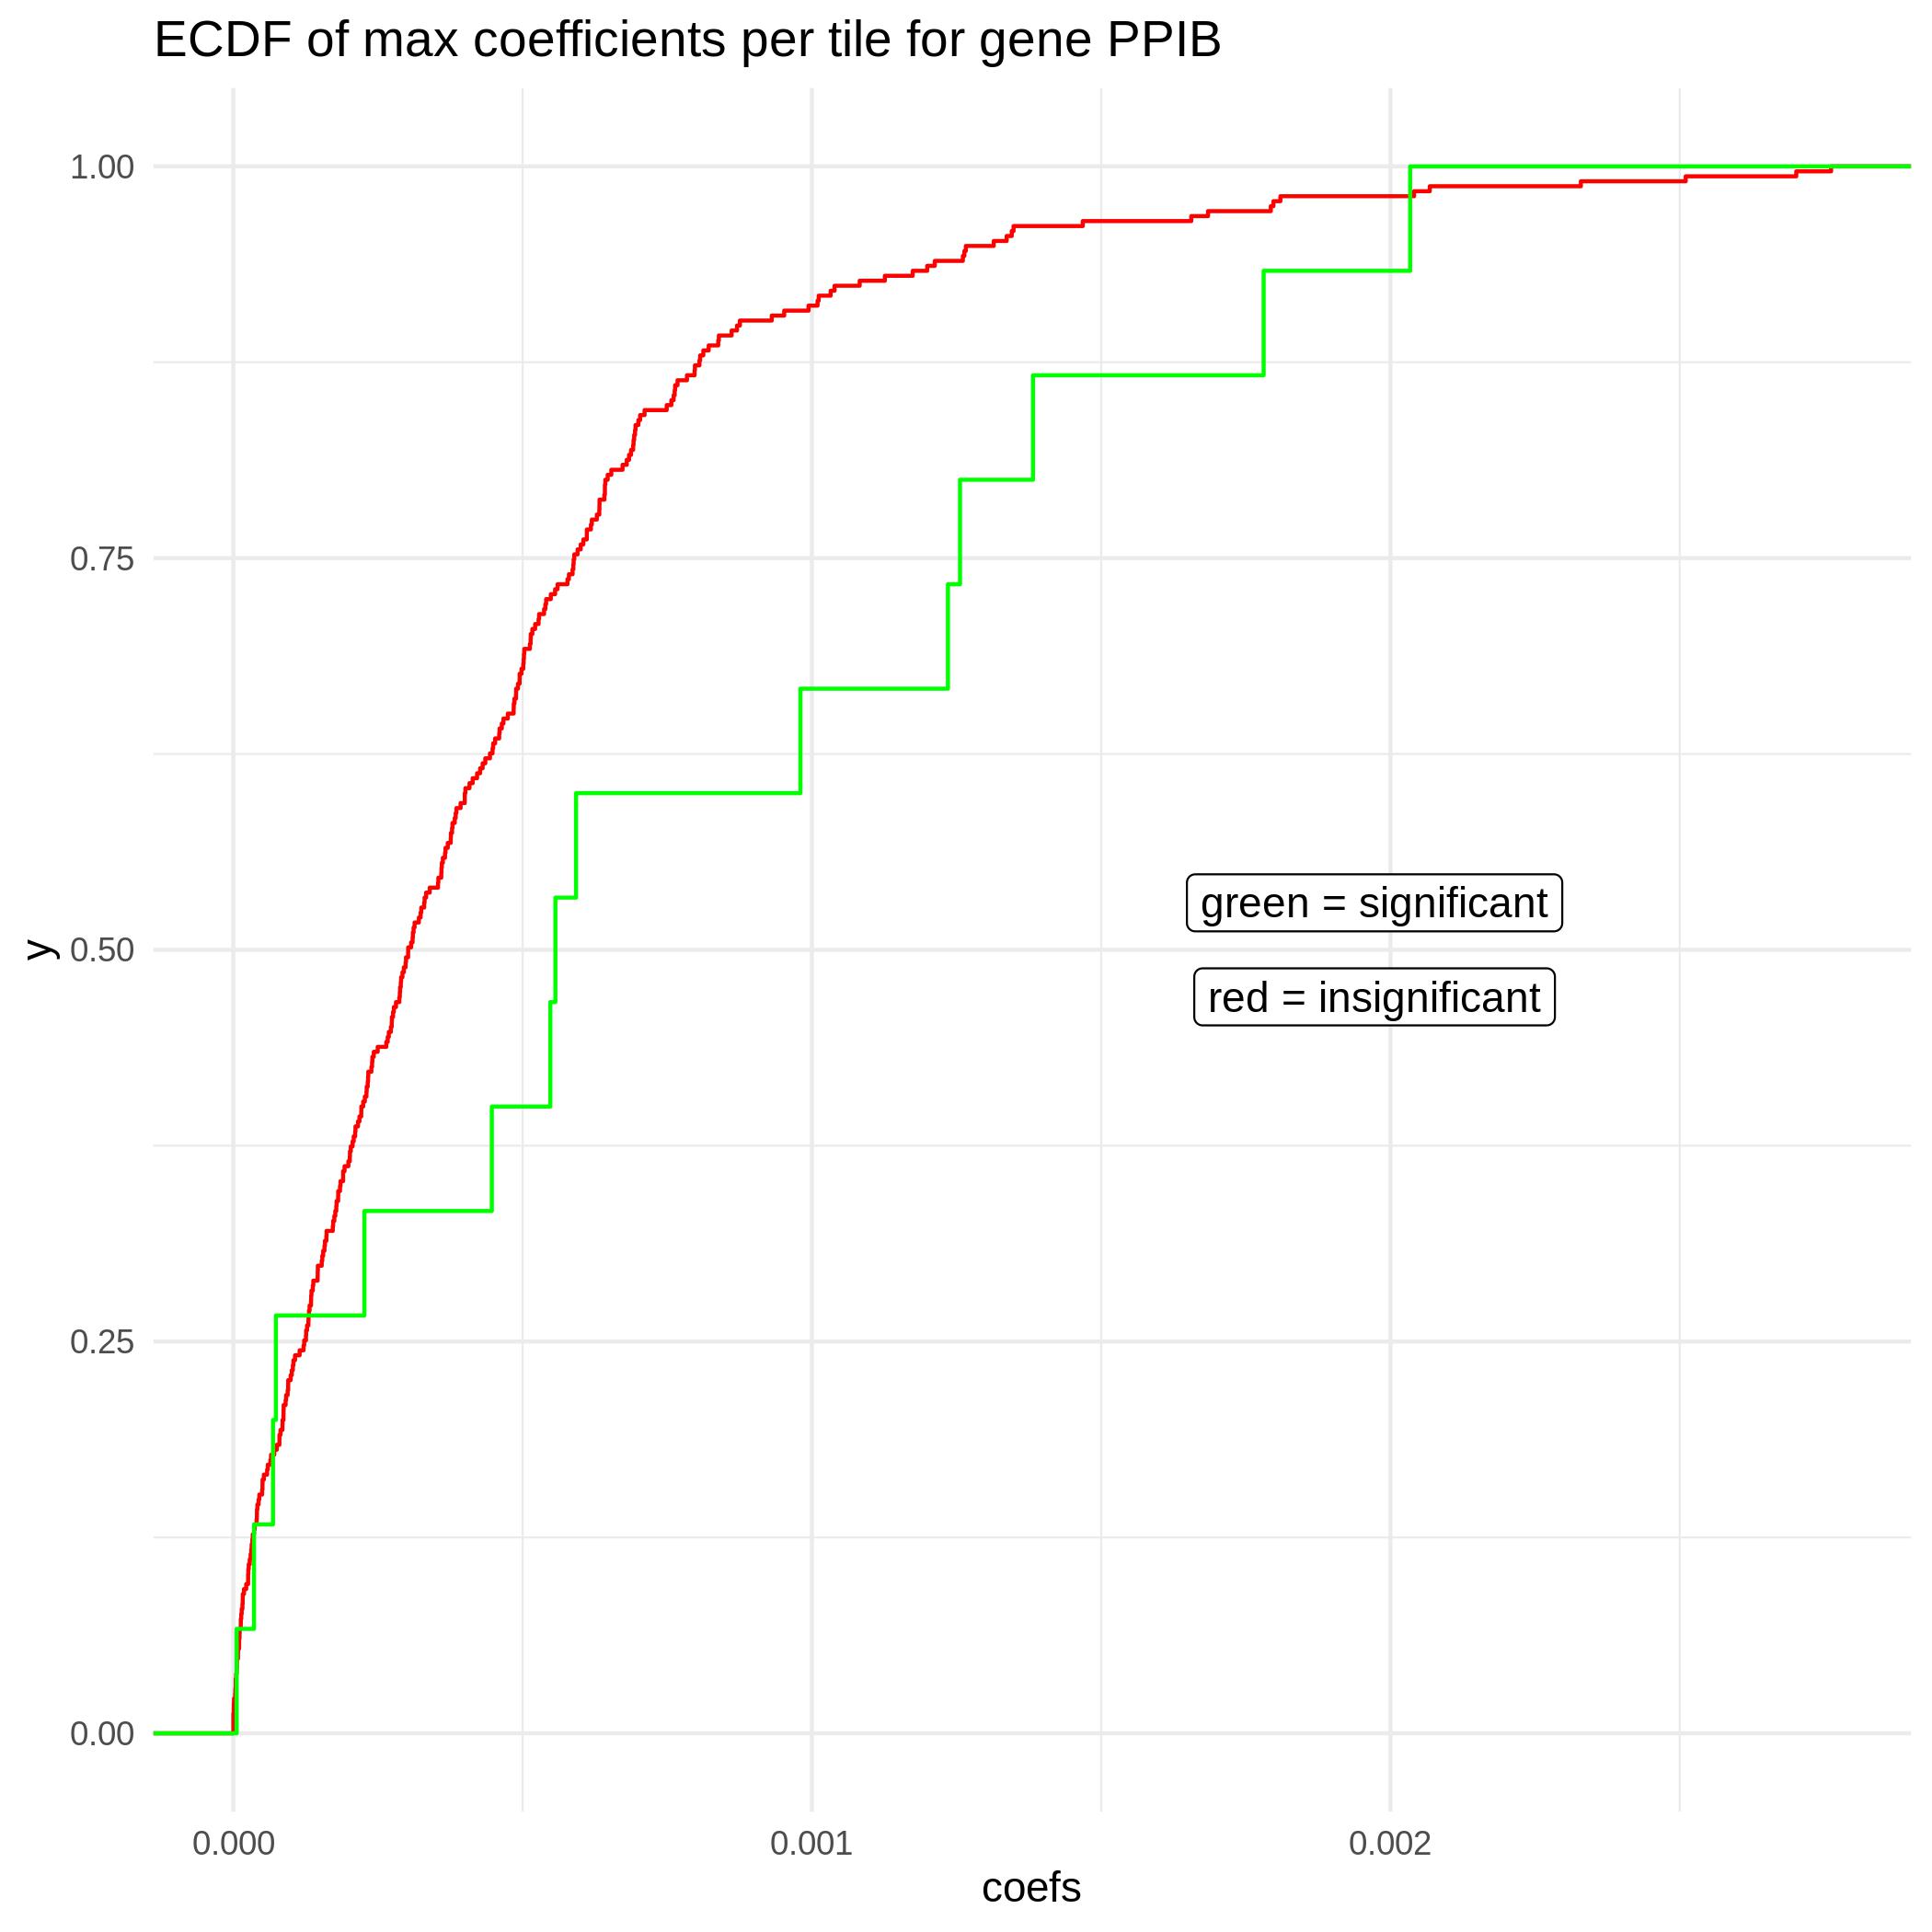 ECDF of max coefficients per tile for gene PPIB
1.00
0.75
0.50
0.25
0.00
y
green = significant
red = insignificant
0.000 0.001 0.002
coefs